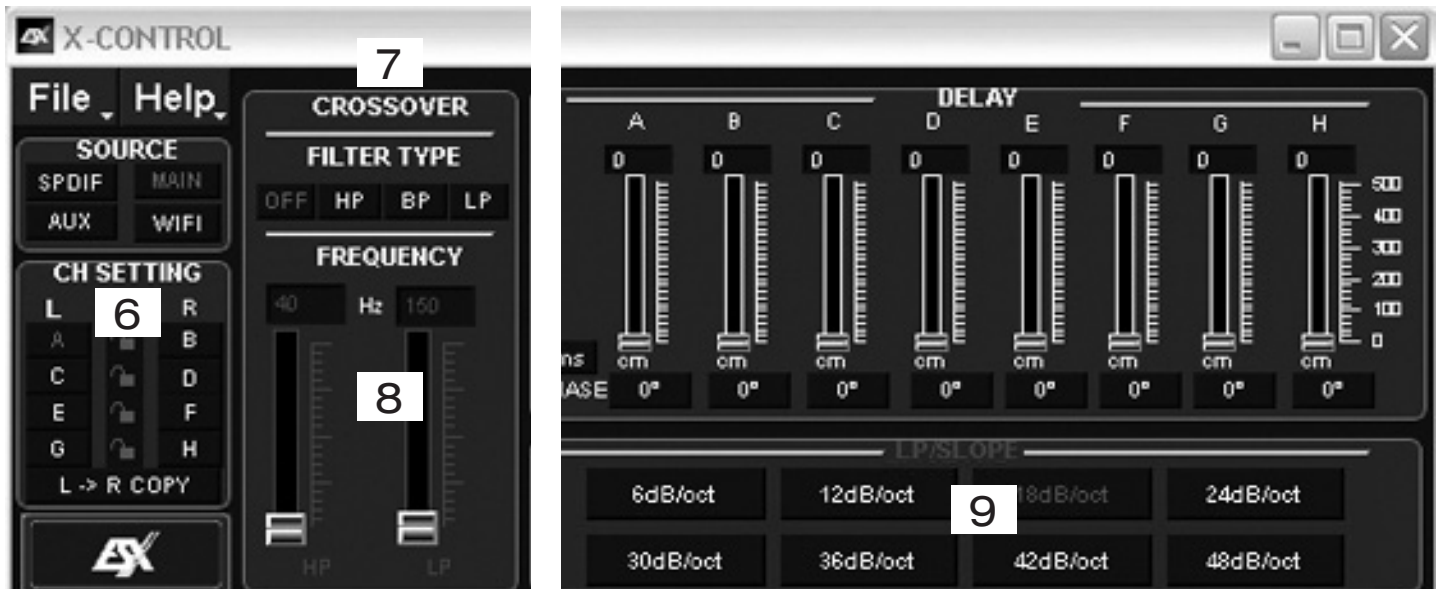 X-CONTROL
File Help
7
CROSSOVER
SOURCE
SPDIF MAIN
AUX WIFI
FILTER TYPE
OFF HP BP LP
CH SETTING
L R
6
A B
C D
E F
G H
L -> R COPY
ESX
FREQUENCY
40 Hz 150
8
HP LP
DELAY
A B C D E F G H
0 0 0 0 0 0 0 0
500
400
300
200
100
0
cm cm cm cm cm cm cm cm
0° 0° 0° 0° 0° 0° 0° 0°
LP/SLOPE
6dB/oct 12dB/oct 18dB/oct 24dB/oct
9
30dB/oct 36dB/oct 42dB/oct 48dB/oct